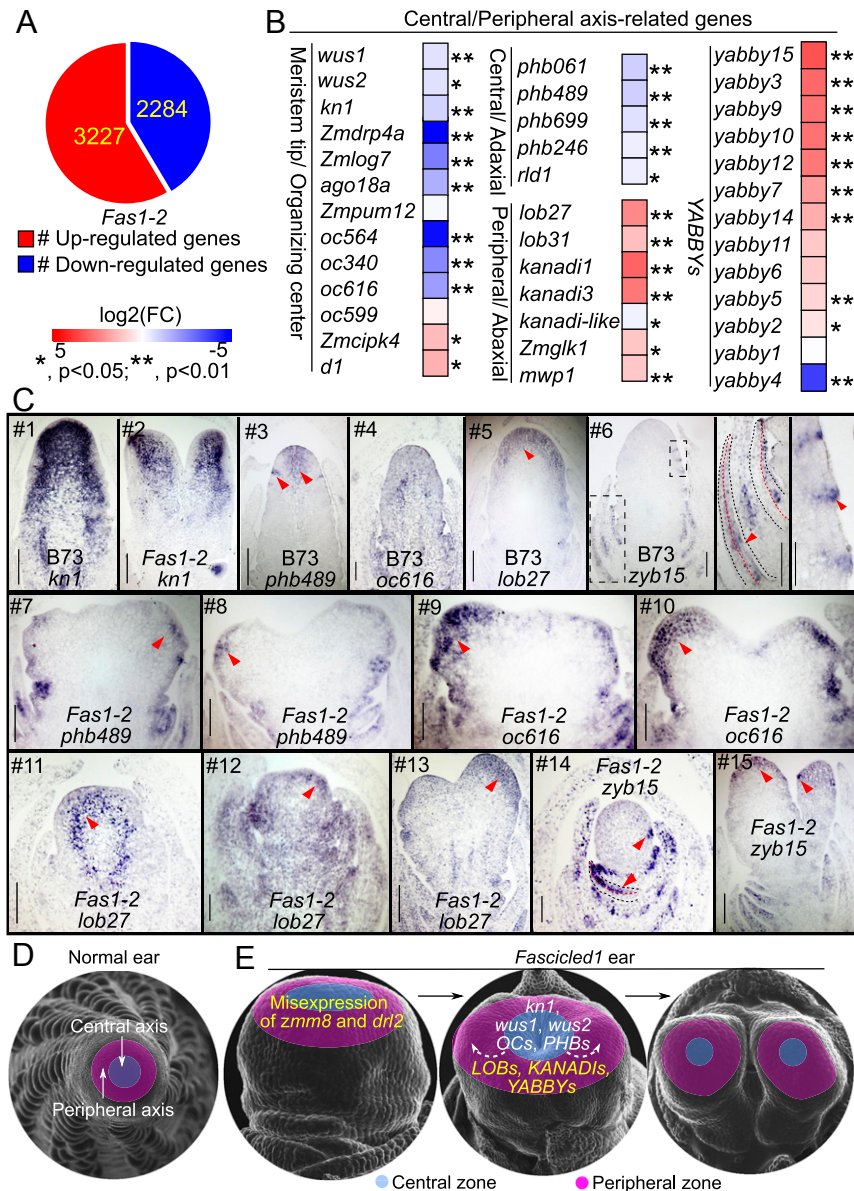 A
3227
2284
Fas1-2
# Up-regulated genes
# Down-regulated genes
log2(FC)
5
-5
*, p<0.05; **, p<0.01
B
Central/Peripheral axis-related genes
Meristem tip/ Organizing center
wus1 **
wus2 *
kn1 **
Zmdrp4a **
Zmlog7 **
ago18a **
Zmpum12
oc564 **
oc340 **
oc616 **
oc599
Zmcipk4 *
d1 *
Central/ Adaxial
phb061 **
phb489 **
phb699 **
phb246 **
rld1 *
Peripheral/ Abaxial
lob27 **
lob31 **
kanadi1 **
kanadi3 **
kanadi-like *
Zmglk1 *
mwp1 **
YABBYs
yabby15 **
yabby3 **
yabby9 **
yabby10 **
yabby12 **
yabby7 **
yabby14 **
yabby11
yabby6
yabby5 **
yabby2 *
yabby1
yabby4 **
C
#1
B73
kn1
#2
Fas1-2
kn1
#3
B73
phb489
#4
B73
oc616
#5
B73
lob27
#6
B73
zyb15
#7
Fas1-2
phb489
#8
Fas1-2
phb489
#9
Fas1-2
oc616
#10
Fas1-2
oc616
#11
Fas1-2
lob27
#12
Fas1-2
lob27
#13
Fas1-2
lob27
#14
Fas1-2
zyb15
#15
Fas1-2
zyb15
D
Normal ear
Central axis
Peripheral axis
E
Fascicled1 ear
Misexpression
of zmm8 and drl2
kn1,
wus1, wus2
OCs, PHBs
LOBs, KANADIs,
YABBYs
Central zone
Peripheral zone